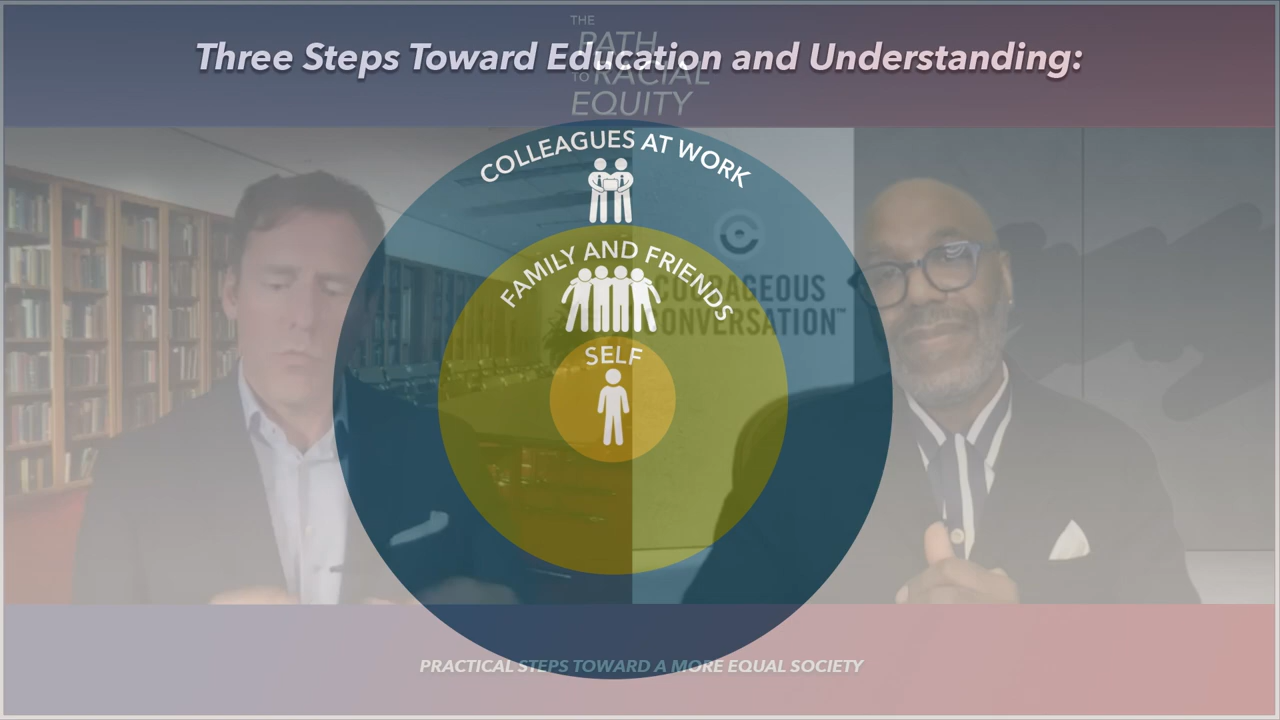 THE
PATH
TO RACIAL
EQUITY
Three Steps Toward Education and Understanding:
COLLEAGUES AT WORK
FAMILY AND FRIENDS
SELF
COURAGEOUS
CONVERSATION™
PRACTICAL STEPS TOWARD A MORE EQUAL SOCIETY